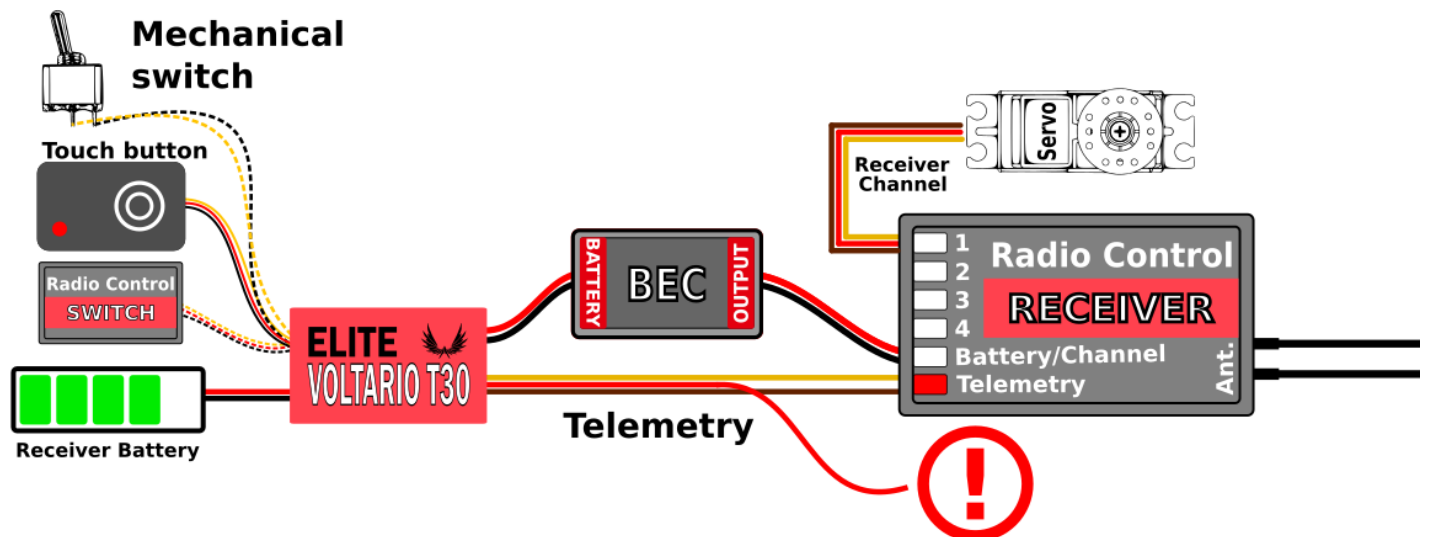 Mechanical
switch
Touch button
Radio Control
SWITCH
Receiver Battery
ELITE
VOLTARIO T30
BATTERY
BEC
OUTPUT
Telemetry
Servo
Receiver
Channel
1
2
3
4
Battery/Channel
Telemetry
Radio Control
RECEIVER
Ant.
!